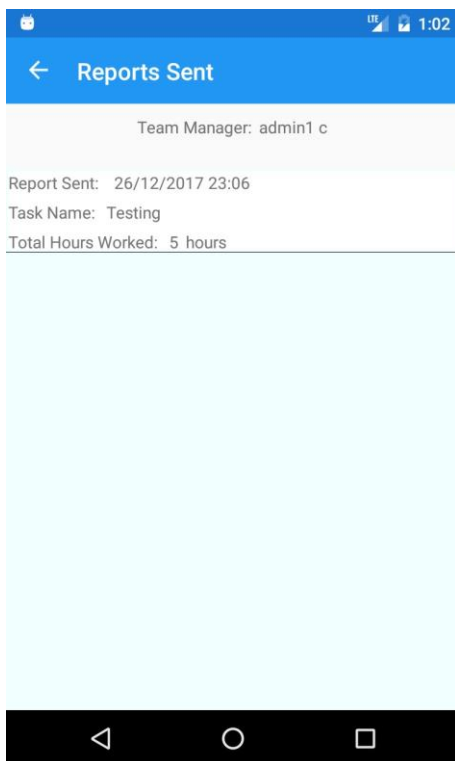 LTE 1:02
Reports Sent
Team Manager: admin1 c
Report Sent: 26/12/2017 23:06
Task Name: Testing
Total Hours Worked: 5 hours